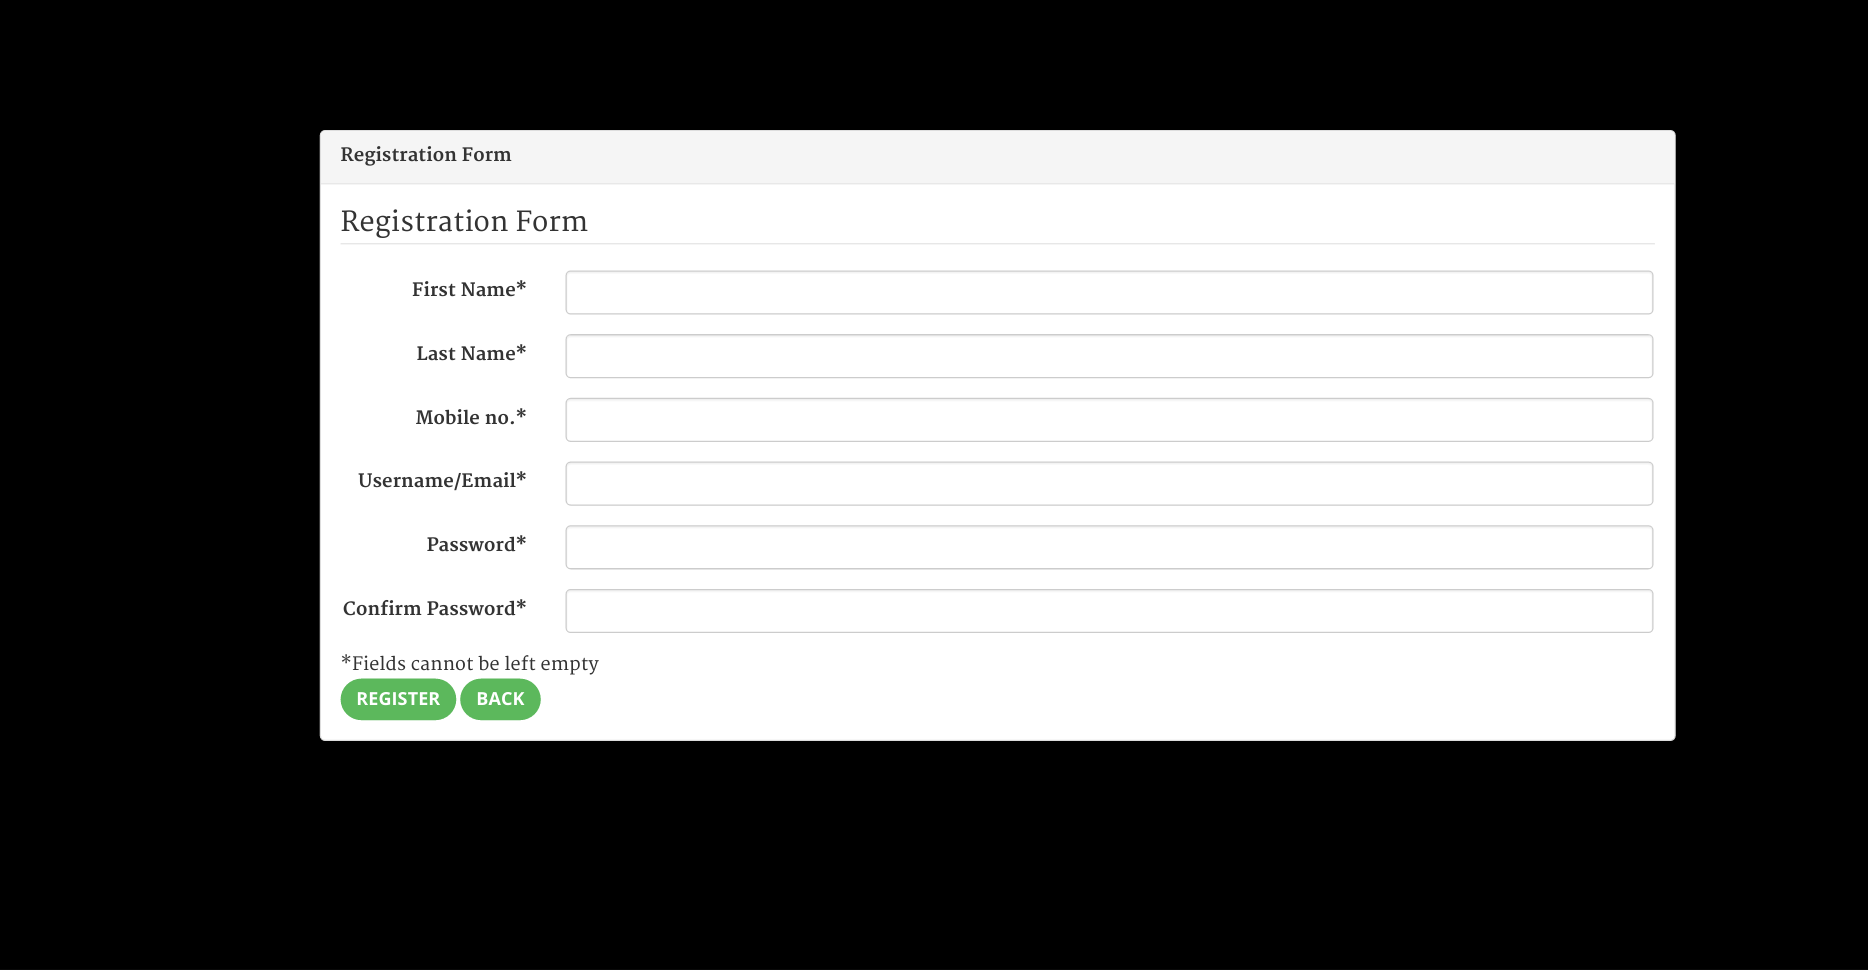 Registration Form
Registration Form
First Name*
Last Name*
Mobile no.*
Username/Email*
Password*
Confirm Password*
*Fields cannot be left empty
REGISTER BACK